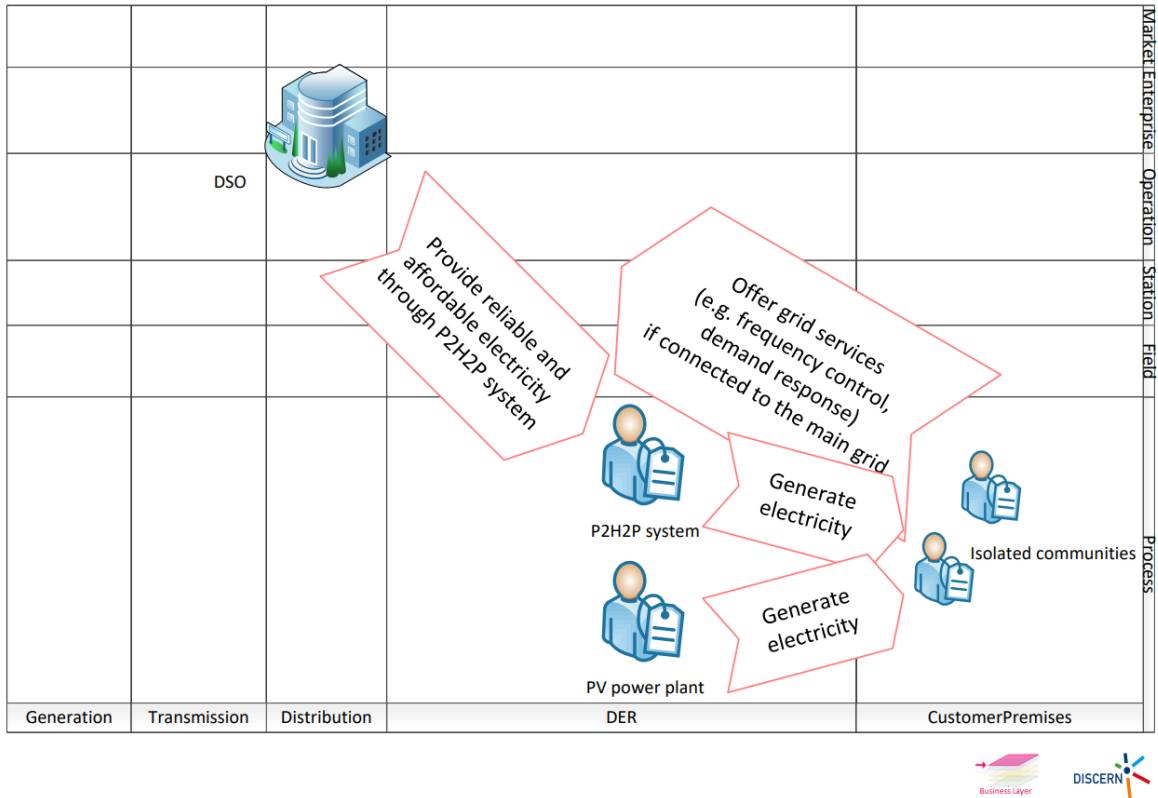 Market
Enterprise
Operation
Station
Field
Process
DSO
Provide reliable and
affordable electricity
through P2H2P system
Offer grid services
(e.g. frequency control,
demand response)
if connected to the main grid
Generate
electricity
P2H2P system
Isolated communities
Generate
electricity
PV power plant
Generation
Transmission
Distribution
DER
CustomerPremises
Business Layer
DISCERN